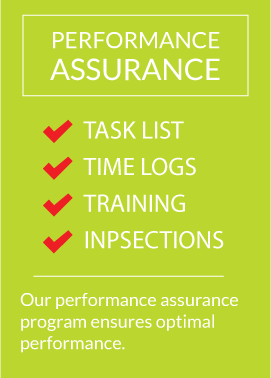 PERFORMANCE
ASSURANCE
TASK LIST
TIME LOGS
TRAINING
INPSECTIONS
Our performance assurance
program ensures optimal
performance.